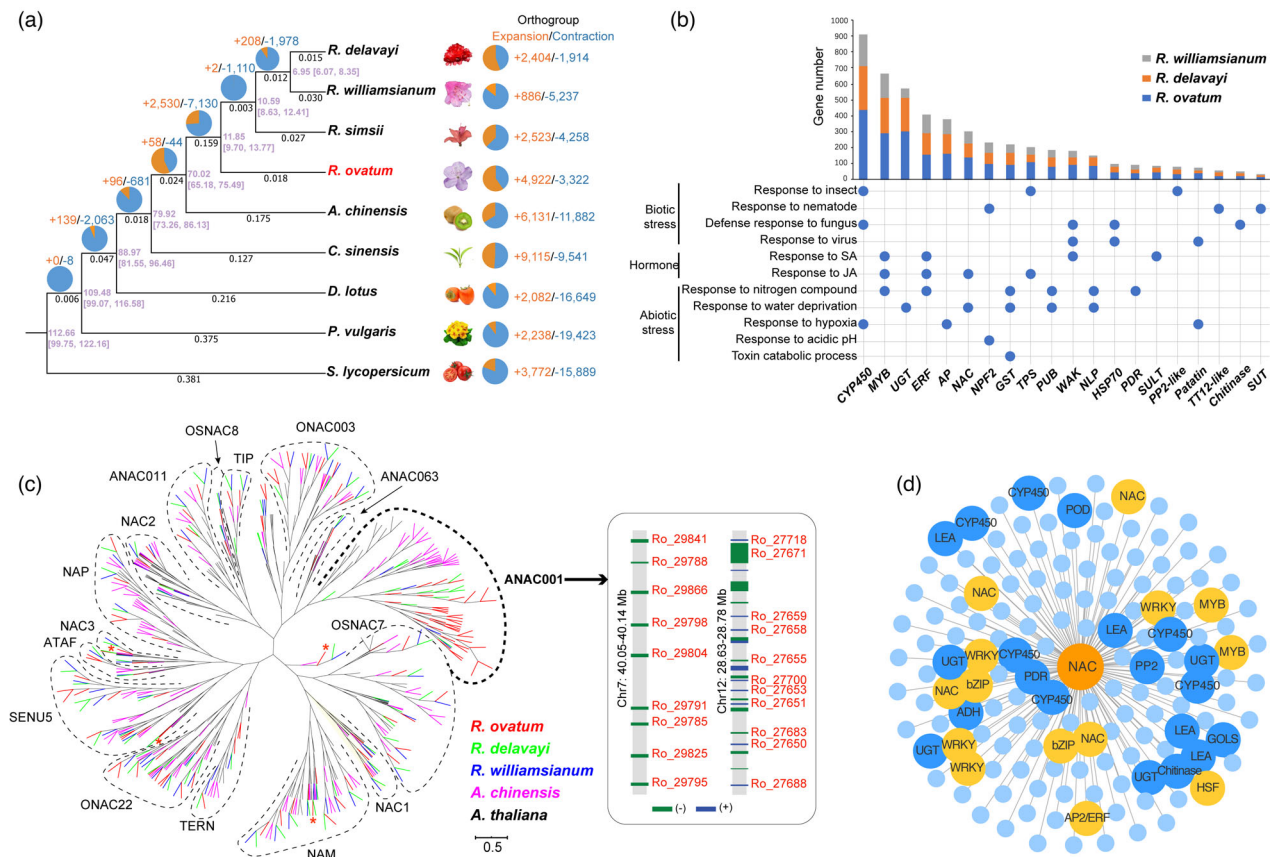 (a)
Orthogroup
Expansion/Contraction
+208/-1,978
R. delavayi
0.015
+2,404/-1,914
6.95 [6.07, 8.35]
+2/-1,110
0.012
R. williamsianum
0.030
+886/-5,237
10.59
[8.63, 12.41]
+2,530/-7,130
0.003
R. simsii
0.027
+2,523/-4,258
11.85
[9.70, 13.77]
+58/-44
0.159
R. ovatum
0.018
+4,922/-3,322
70.02
[65.18, 75.49]
+96/-681
0.024
A. chinensis
0.175
+6,131/-11,882
79.92
[73.26, 86.13]
+139/-2,063
0.018
C. sinensis
0.127
+9,115/-9,541
88.97
[81.55, 96.46]
+0/-8
0.047
D. lotus
0.216
+2,082/-16,649
109.48
[99.07, 116.58]
0.006
P. vulgaris
0.375
+2,238/-19,423
112.66
[99.75, 122.16]
S. lycopersicum
0.381
+3,772/-15,889
(b)
Gene number
1000
900
800
700
600
500
400
300
200
100
0
R. williamsianum
R. delavayi
R. ovatum
Biotic
stress
Response to insect
Response to nematode
Defense response to fungus
Response to virus
Hormone
Response to SA
Response to JA
Abiotic
stress
Response to nitrogen compound
Response to water deprivation
Response to hypoxia
Response to acidic pH
Toxin catabolic process
CYP450
MYB
UGT
ERF
AP
NAC
NPF2
GST
TPS
PUB
WAK
NLP
HSP70
PDR
SULT
PP2-like
Patatin
TT12-like
Chitinase
SUT
(c)
OSNAC8
ONAC003
TIP
ANAC011
ANAC063
NAC2
NAP
ANAC001
NAC3
OSNAC7
ATAF
*
*
SENU5
*
ONAC22
TERN
*
NAM
NAC1
R. ovatum
R. delavayi
R. williamsianum
A. chinensis
A. thaliana
0.5
Chr7: 40.05-40.14 Mb
Ro_29841
Ro_29788
Ro_29866
Ro_29798
Ro_29804
Ro_29791
Ro_29785
Ro_29825
Ro_29795
Chr12: 28.63-28.78 Mb
Ro_27718
Ro_27671
Ro_27659
Ro_27658
Ro_27655
Ro_27700
Ro_27653
Ro_27651
Ro_27683
Ro_27650
Ro_27688
(-)
(+)
(d)
CYP450
POD
NAC
CYP450
LEA
NAC
WRKY
MYB
LEA
CYP450
MYB
UGT
WRKY
CYP450
NAC
PP2
UGT
PDR
NAC
bZIP
CYP450
CYP450
ADH
UGT
WRKY
WRKY
bZIP
NAC
LEA
GOLS
LEA
UGT
Chitinase
HSF
AP2/ERF